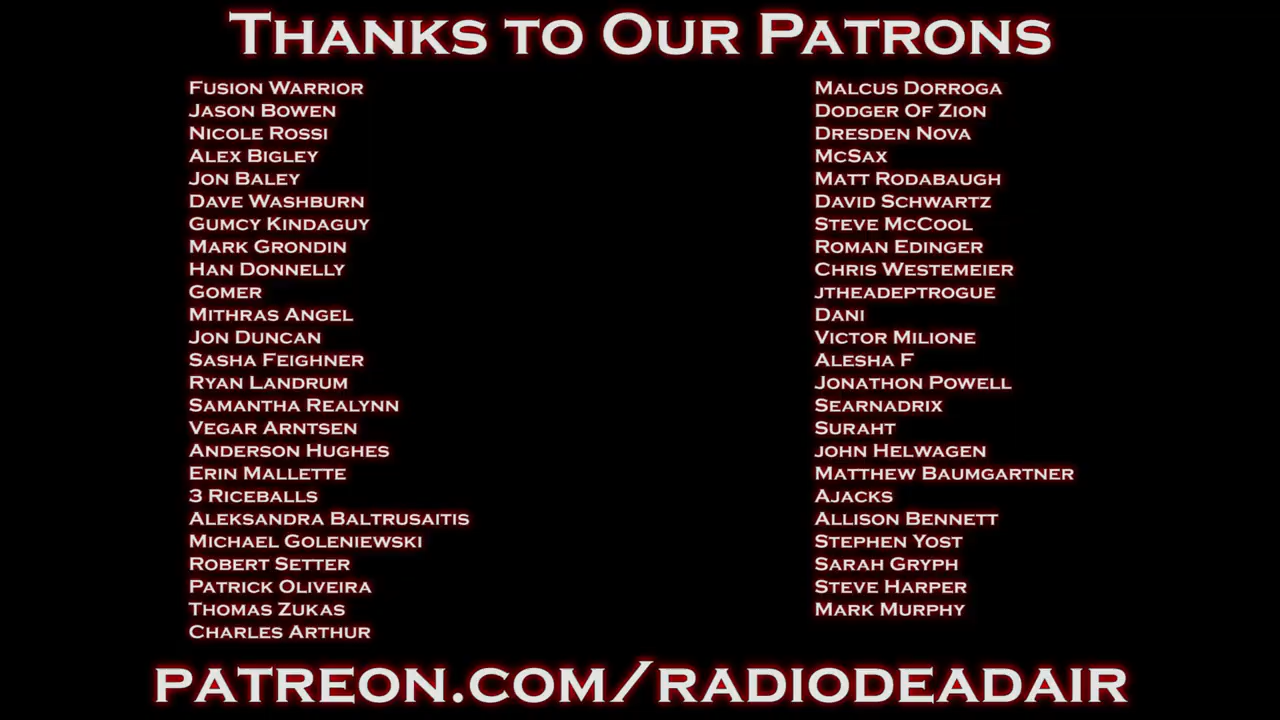 Thanks to Our Patrons
Fusion Warrior
Jason Bowen
Nicole Rossi
Alex Bigley
Jon Baley
Dave Washburn
Gumcy Kindaguy
Mark Grondin
Han Donnelly
Gomer
Mithras Angel
Jon Duncan
Sasha Feighner
Ryan Landrum
Samantha Realynn
Vegar Arntsen
Anderson Hughes
Erin Mallette
3 Riceballs
Aleksandra Baltrusaitis
Michael Goleniewski
Robert Setter
Patrick Oliveira
Thomas Zukas
Charles Arthur
Malcus Dorroga
Dodger Of Zion
Dresden Nova
McSax
Matt Rodabaugh
David Schwartz
Steve McCool
Roman Edinger
Chris Westemeier
jtheadeptrogue
Dani
Victor Milione
Alesha F
Jonathon Powell
Searnadrix
Suraht
john Helwagen
Matthew Baumgartner
Ajacks
Allison Bennett
Stephen Yost
Sarah Gryph
Steve Harper
Mark Murphy
patreon.com/radiodeadair